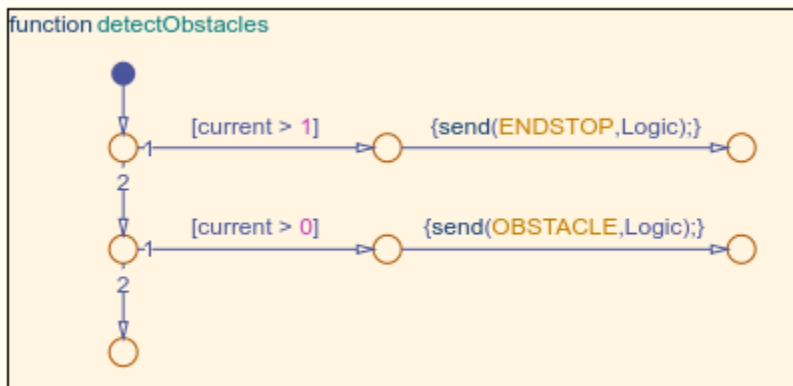 function detectObstacles
1 [current > 1] {send(ENDSTOP,Logic);}
2
1 [current > 0] {send(OBSTACLE,Logic);}
2